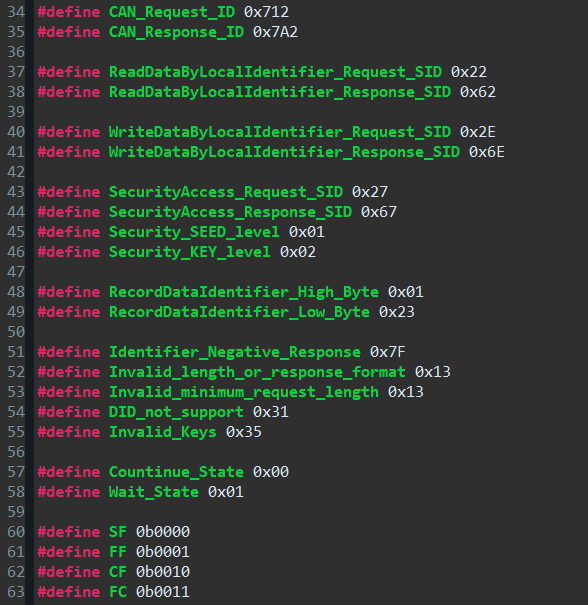 34 #define CAN_Request_ID 0x712
35 #define CAN_Response_ID 0x7A2
36
37 #define ReadDataByLocalIdentifier_Request_SID 0x22
38 #define ReadDataByLocalIdentifier_Response_SID 0x62
39
40 #define WriteDataByLocalIdentifier_Request_SID 0x2E
41 #define WriteDataByLocalIdentifier_Response_SID 0x6E
42
43 #define SecurityAccess_Request_SID 0x27
44 #define SecurityAccess_Response_SID 0x67
45 #define Security_SEED_level 0x01
46 #define Security_KEY_level 0x02
47
48 #define RecordDataIdentifier_High_Byte 0x01
49 #define RecordDataIdentifier_Low_Byte 0x23
50
51 #define Identifier_Negative_Response 0x7F
52 #define Invalid_length_or_response_format 0x13
53 #define Invalid_minimum_request_length 0x13
54 #define DID_not_support 0x31
55 #define Invalid_Keys 0x35
56
57 #define Countinue_State 0x00
58 #define Wait_State 0x01
59
60 #define SF 0b0000
61 #define FF 0b0001
62 #define CF 0b0010
63 #define FC 0b0011